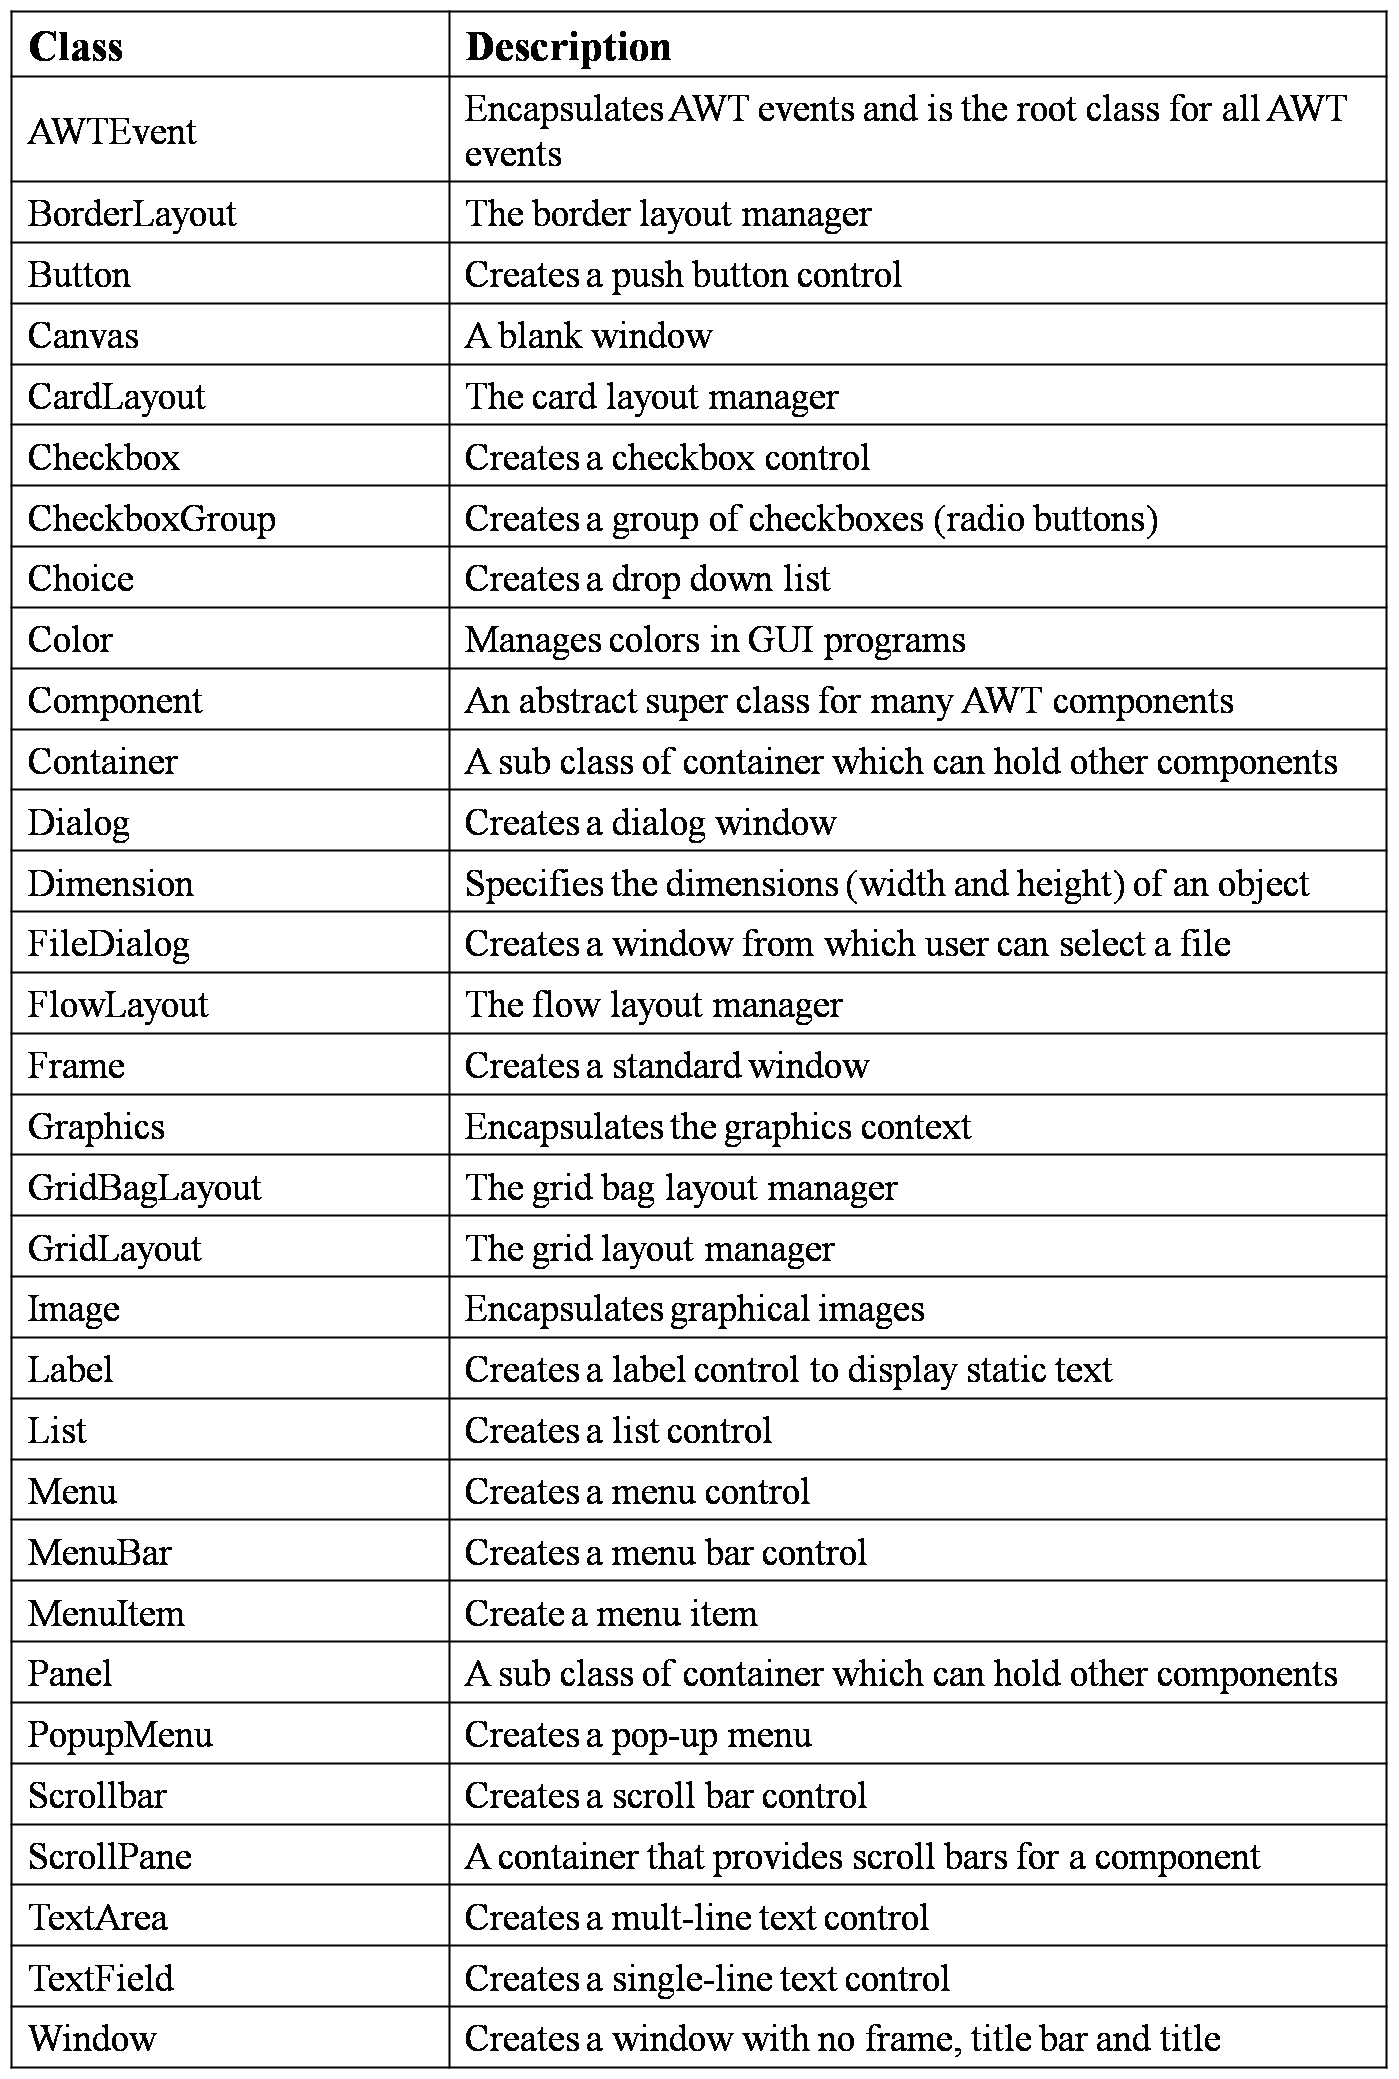 Class Description
AWTEvent Encapsulates AWT events and is the root class for all AWT
events
BorderLayout The border layout manager
Button Creates a push button control
Canvas A blank window
CardLayout The card layout manager
Checkbox Creates a checkbox control
CheckboxGroup Creates a group of checkboxes (radio buttons)
Choice Creates a drop down list
Color Manages colors in GUI programs
Component An abstract super class for many AWT components
Container A sub class of container which can hold other components
Dialog Creates a dialog window
Dimension Specifies the dimensions (width and height) of an object
FileDialog Creates a window from which user can select a file
FlowLayout The flow layout manager
Frame Creates a standard window
Graphics Encapsulates the graphics context
GridBagLayout The grid bag layout manager
GridLayout The grid layout manager
Image Encapsulates graphical images
Label Creates a label control to display static text
List Creates a list control
Menu Creates a menu control
MenuBar Creates a menu bar control
MenuItem Create a menu item
Panel A sub class of container which can hold other components
PopupMenu Creates a pop-up menu
Scrollbar Creates a scroll bar control
ScrollPane A container that provides scroll bars for a component
TextArea Creates a mult-line text control
TextField Creates a single-line text control
Window Creates a window with no frame, title bar and title